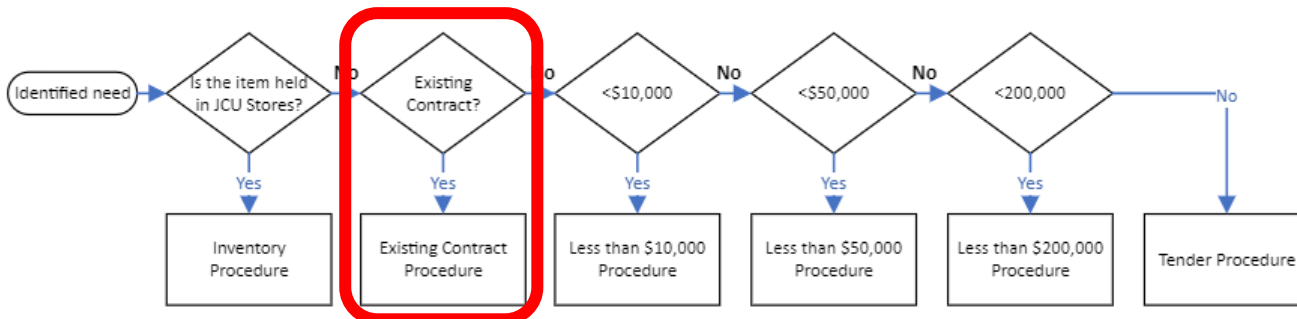 Identified need
Is the item held
in JCU Stores?
No
Existing
Contract?
No
<$10,000
No
<$50,000
No
<200,000
No
Yes
Yes
Yes
Yes
Yes
Inventory
Procedure
Existing Contract
Procedure
Less than $10,000
Procedure
Less than $50,000
Procedure
Less than $200,000
Procedure
Tender Procedure